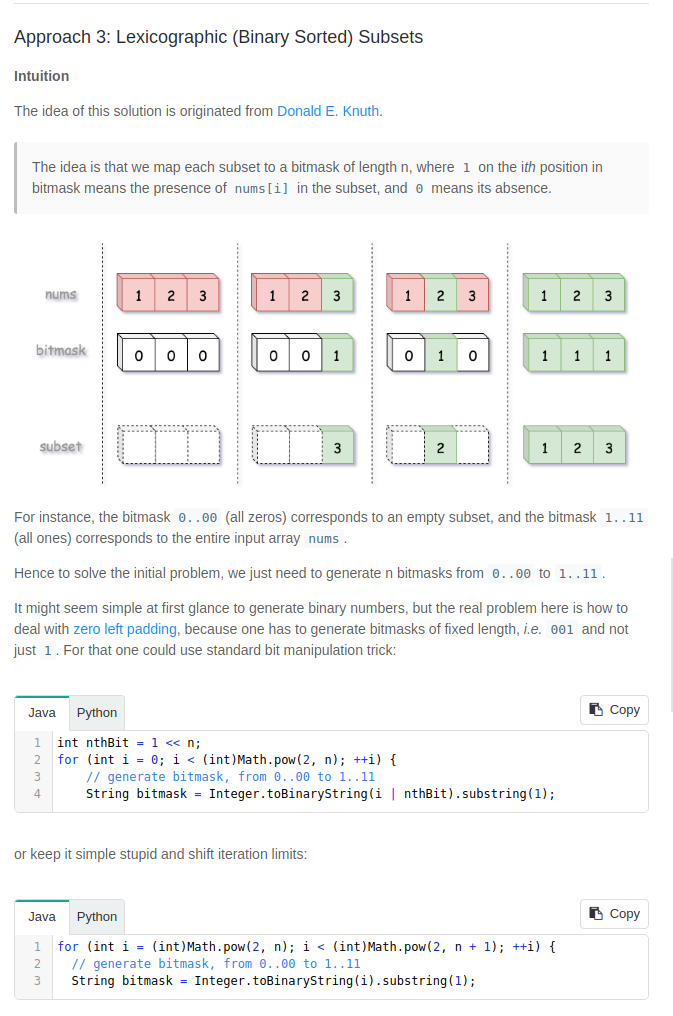 Approach 3: Lexicographic (Binary Sorted) Subsets
Intuition
The idea of this solution is originated from Donald E. Knuth.
The idea is that we map each subset to a bitmask of length n, where 1 on the ith position in
bitmask means the presence of nums[i] in the subset, and 0 means its absence.
nums 1 2 3 1 2 3 1 2 3 1 2 3
bitmask 0 0 0 0 0 1 0 1 0 1 1 1
subset 3 2 1 2 3
For instance, the bitmask 0..00 (all zeros) corresponds to an empty subset, and the bitmask 1..11
(all ones) corresponds to the entire input array nums .
Hence to solve the initial problem, we just need to generate n bitmasks from 0..00 to 1..11 .
It might seem simple at first glance to generate binary numbers, but the real problem here is how to
deal with zero left padding, because one has to generate bitmasks of fixed length, i.e. 001 and not
just 1 . For that one could use standard bit manipulation trick:
Java Python Copy
1 int nthBit = 1 << n;
2 for (int i = 0; i < (int)Math.pow(2, n); ++i) {
3     // generate bitmask, from 0..00 to 1..11
4     String bitmask = Integer.toBinaryString(i | nthBit).substring(1);
or keep it simple stupid and shift iteration limits:
Java Python Copy
1 for (int i = (int)Math.pow(2, n); i < (int)Math.pow(2, n + 1); ++i) {
2   // generate bitmask, from 0..00 to 1..11
3   String bitmask = Integer.toBinaryString(i).substring(1);